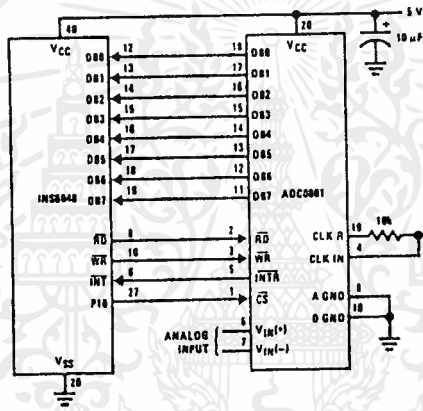 40
20
5 V
+
10 µF
VCC
VCC
DB0 12 18 DB0
DB1 13 17 DB1
DB2 14 16 DB2
DB3 15 15 DB3
DB4 16 14 DB4
DB5 17 13 DB5
DB6 18 12 DB6
DB7 19 11 DB7
INS8048
ADC0801
RD 8 2 RD
WR 10 3 WR
INT 6 5 INTR
P10 27 1 CS
CLK R 19 10k
CLK IN 4
A GND 8
D GND 10
ANALOG INPUT
6 VIN(+)
7 VIN(−)
VSS
20